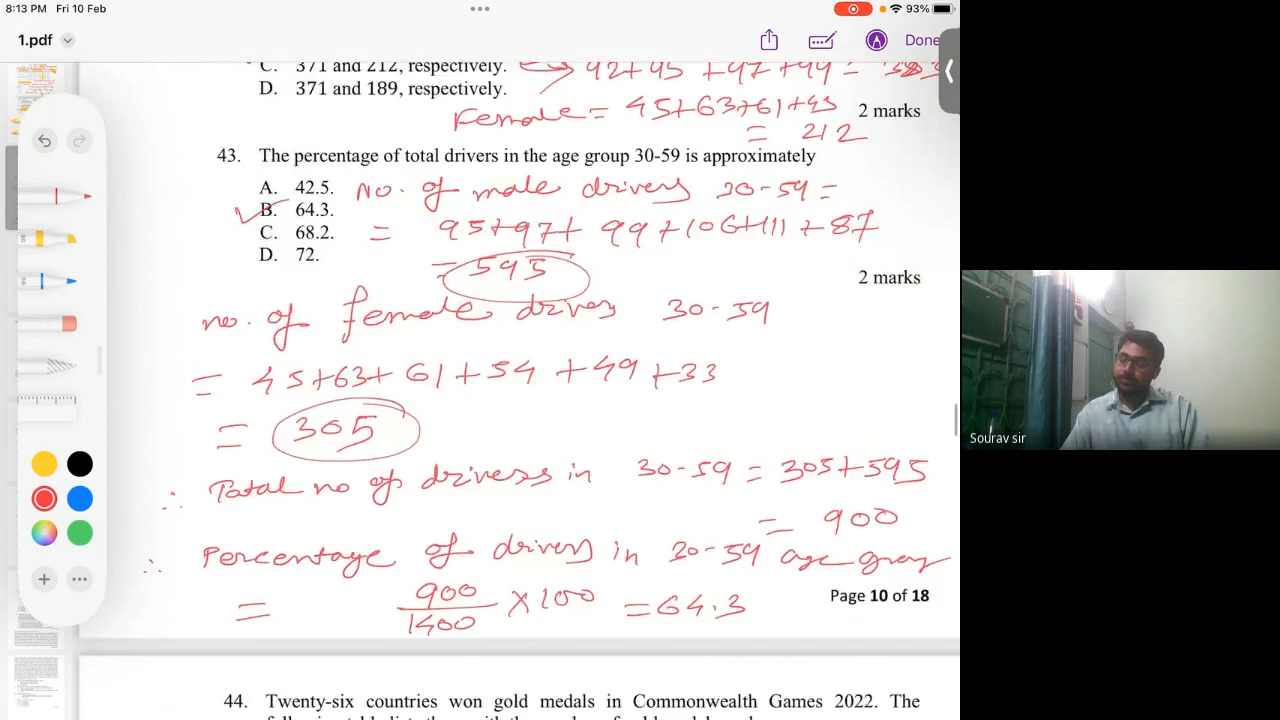 8:13 PM Fri 10 Feb
93%
1.pdf
Done
C. 371 and 212, respectively. 42+45 +47+49=
D. 371 and 189, respectively.
Female = 45+63+61+43
= 212
2 marks
43. The percentage of total drivers in the age group 30-59 is approximately
A. 42.5. No. of male drivers 30-59 =
B. 64.3.
C. 68.2. = 95+97+ 99+106+111+87
D. 72.
= 595
2 marks
no. of female drivers 30-59
= 45+63+61+54+49+33
= 305
∴ Total no of drivers in 30-59 = 305+595
= 900
∴ Percentage of drivers in 30-59 age group
= 900/1400 × 100 = 64.3
Page 10 of 18
44. Twenty-six countries won gold medals in Commonwealth Games 2022. The
Sourav sir